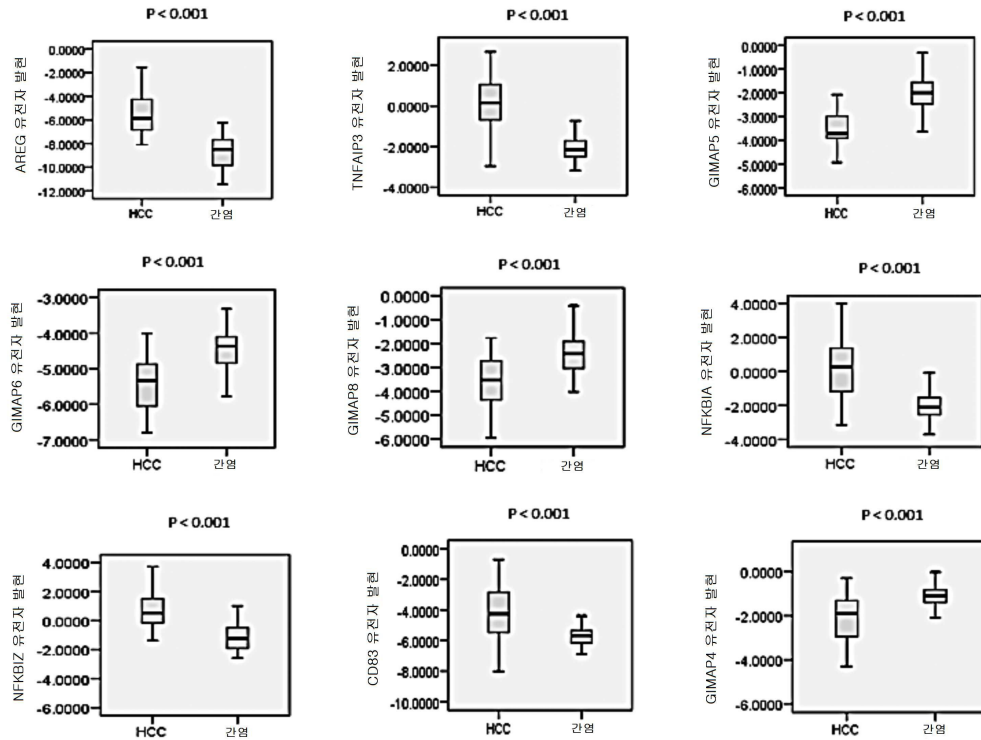 P < 0.001
AREG 유전자 발현
0.0000
-2.0000
-4.0000
-6.0000
-8.0000
-10.0000
-12.0000
HCC
간염
P < 0.001
TNFAIP3 유전자 발현
2.0000
0.0000
-2.0000
-4.0000
HCC
간염
P < 0.001
GIMAP5 유전자 발현
0.0000
-1.0000
-2.0000
-3.0000
-4.0000
-5.0000
-6.0000
HCC
간염
P < 0.001
GIMAP6 유전자 발현
-3.0000
-4.0000
-5.0000
-6.0000
-7.0000
HCC
간염
P < 0.001
GIMAP8 유전자 발현
0.0000
-1.0000
-2.0000
-3.0000
-4.0000
-5.0000
-6.0000
HCC
간염
P < 0.001
NFKBIA 유전자 발현
4.0000
2.0000
0.0000
-2.0000
-4.0000
HCC
간염
P < 0.001
NFKBIZ 유전자 발현
4.0000
2.0000
0.0000
-2.0000
-4.0000
-6.0000
HCC
간염
P < 0.001
CD83 유전자 발현
0.0000
-2.0000
-4.0000
-6.0000
-8.0000
-10.0000
HCC
간염
P < 0.001
GIMAP4 유전자 발현
0.0000
-2.0000
-4.0000
-6.0000
HCC
간염